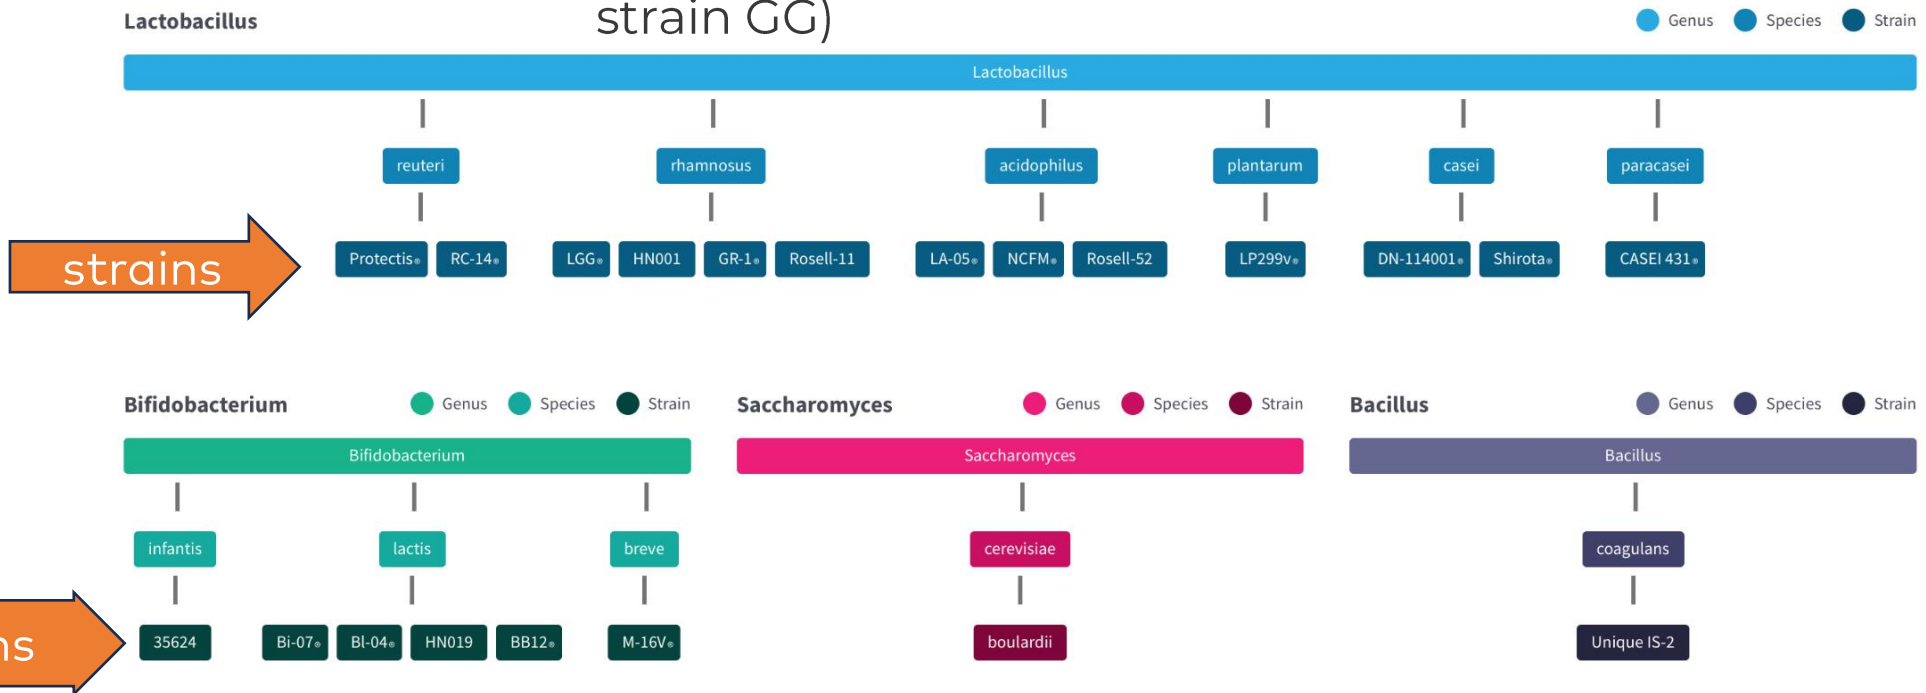 strain GG)
Lactobacillus
Genus Species Strain
Lactobacillus
reuteri rhamnosus acidophilus plantarum casei paracasei
strains
Protectis® RC-14® LGG® HN001 GR-1® Rosell-11 LA-05® NCFM® Rosell-52 LP299v® DN-114001® Shirota® CASEI 431®
Bifidobacterium Genus Species Strain
Bifidobacterium
infantis lactis breve
ns
35624 Bi-07® Bl-04® HN019 BB12® M-16V®
Saccharomyces Genus Species Strain
Saccharomyces
cerevisiae
boulardii
Bacillus Genus Species Strain
Bacillus
coagulans
Unique IS-2